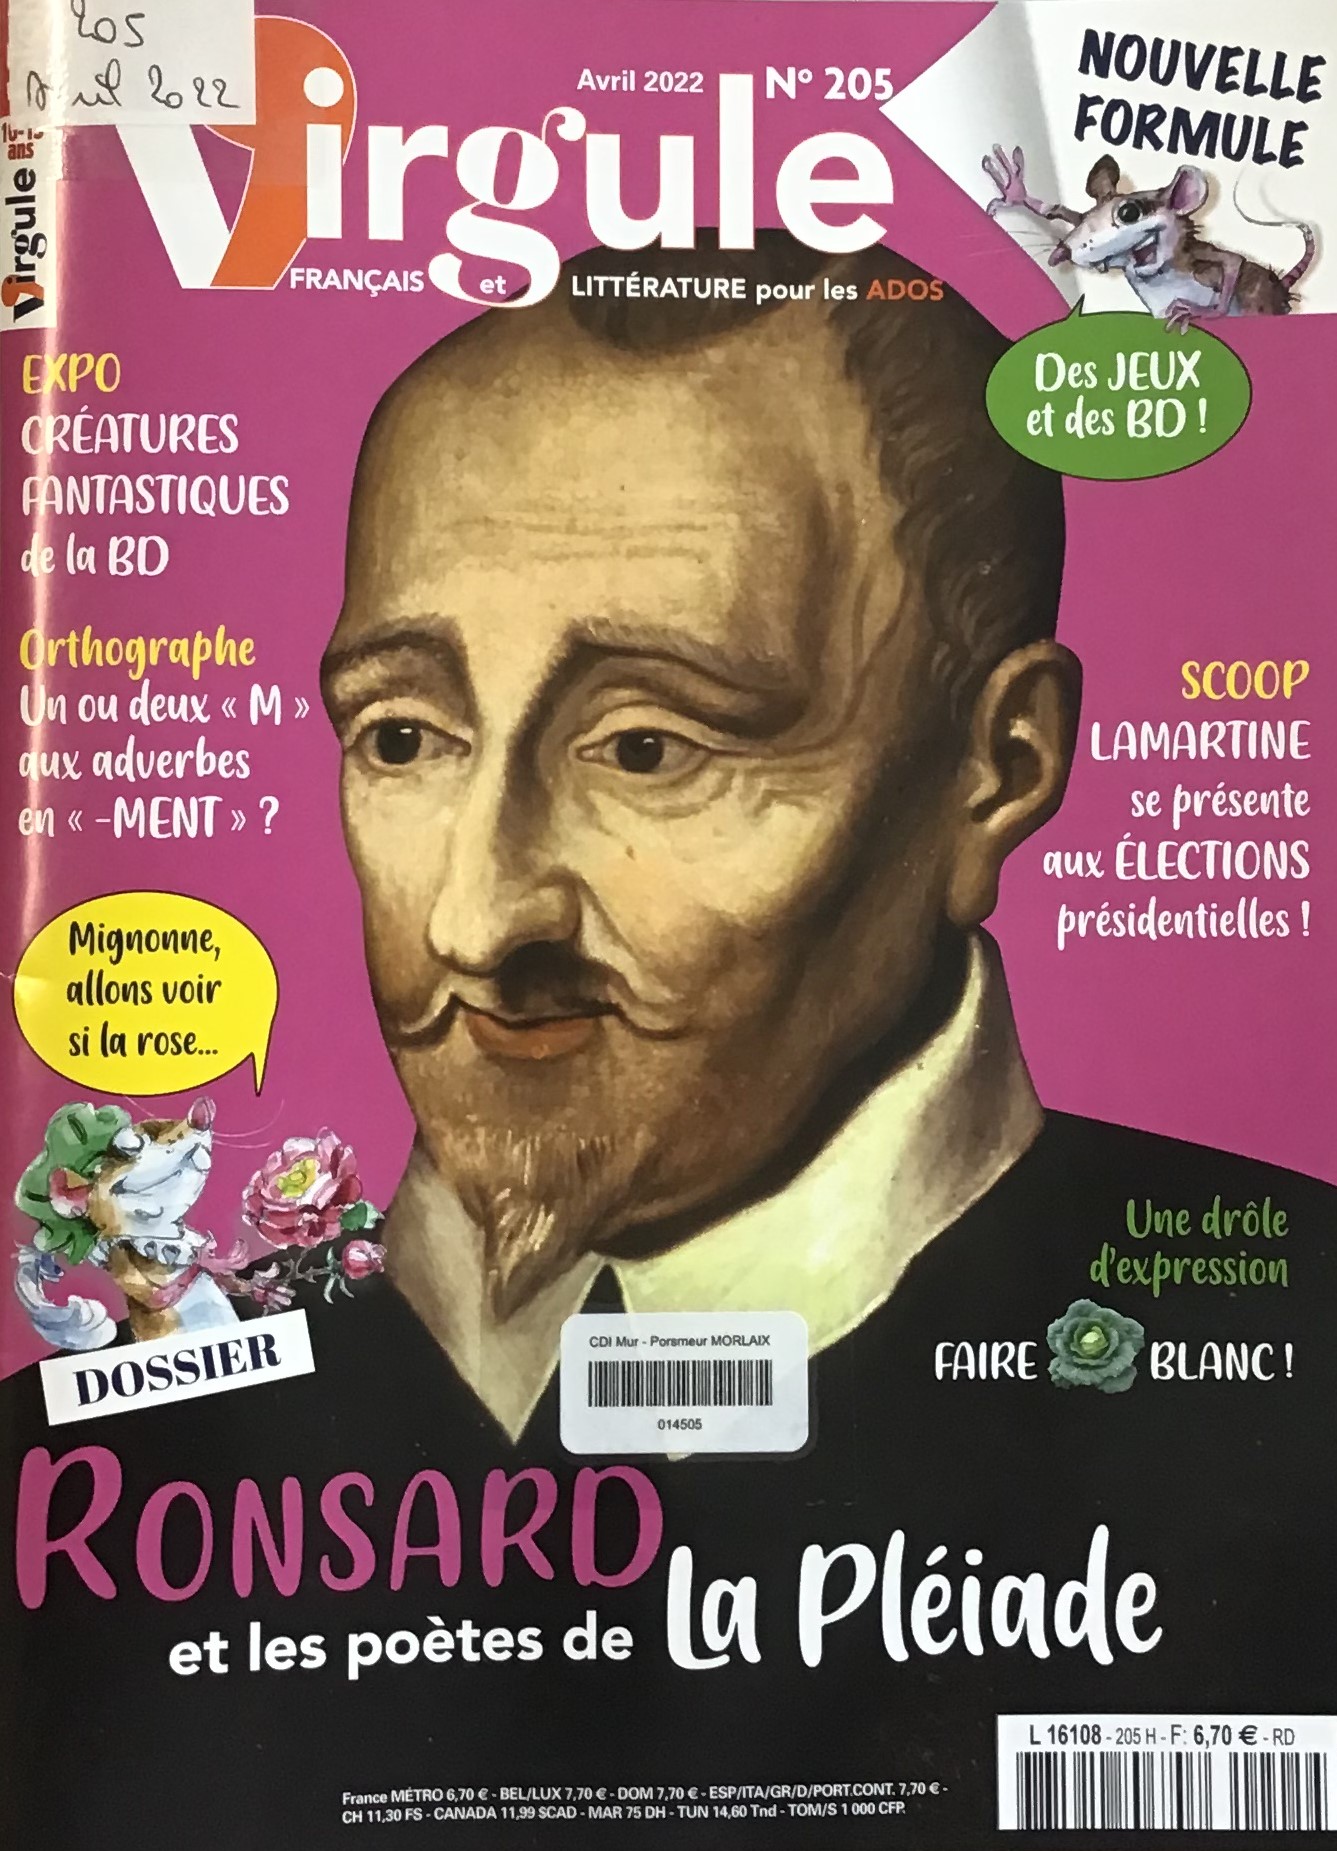 205
Avril 2022
Avril 2022 N° 205
Virgule
FRANÇAIS et LITTÉRATURE pour les ADOS
ans
Virgule
NOUVELLE
FORMULE
Des JEUX
et des BD !
EXPO
CRÉATURES
FANTASTIQUES
de la BD
Orthographe
Un ou deux « M »
aux adverbes
en « -MENT » ?
SCOOP
LAMARTINE
se présente
aux ÉLECTIONS
présidentielles !
Mignonne,
allons voir
si la rose...
Une drôle
d'expression
FAIRE BLANC !
DOSSIER
CDI Mur - Porsmeur MORLAIX
014505
RONSARD
et les poètes de La Pléiade
L 16108 - 205 H - F: 6,70 € - RD
France MÉTRO 6,70 € - BEL/LUX 7,70 € - DOM 7,70 € - ESP/ITA/GR/D/PORT.CONT. 7,70 € -
CH 11,30 FS - CANADA 11,99 $CAD - MAR 75 DH - TUN 14,60 Tnd - TOM/S 1 000 CFP.